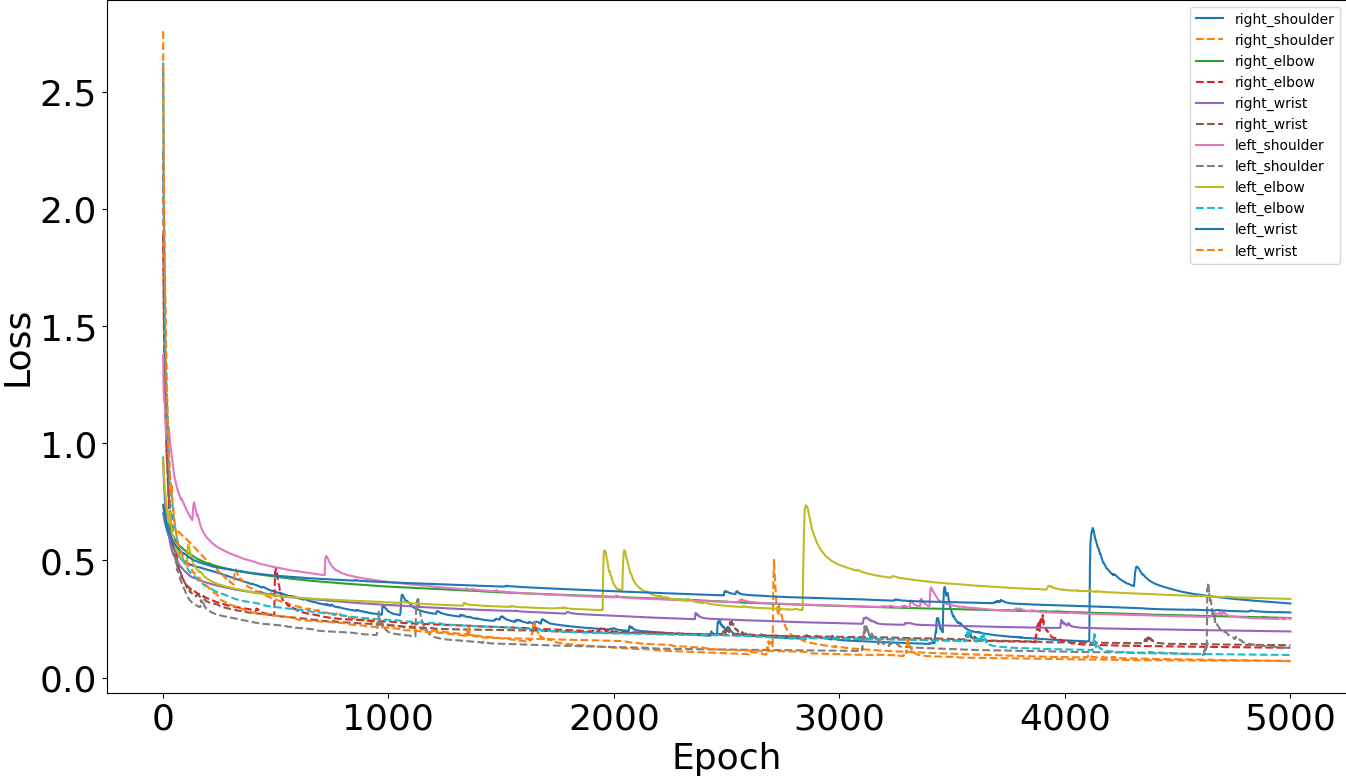 right_shoulder
right_shoulder
right_elbow
right_elbow
right_wrist
right_wrist
left_shoulder
left_shoulder
left_elbow
left_elbow
left_wrist
left_wrist
2.5
2.0
1.5
1.0
0.5
0.0
Loss
0 1000 2000 3000 4000 5000
Epoch